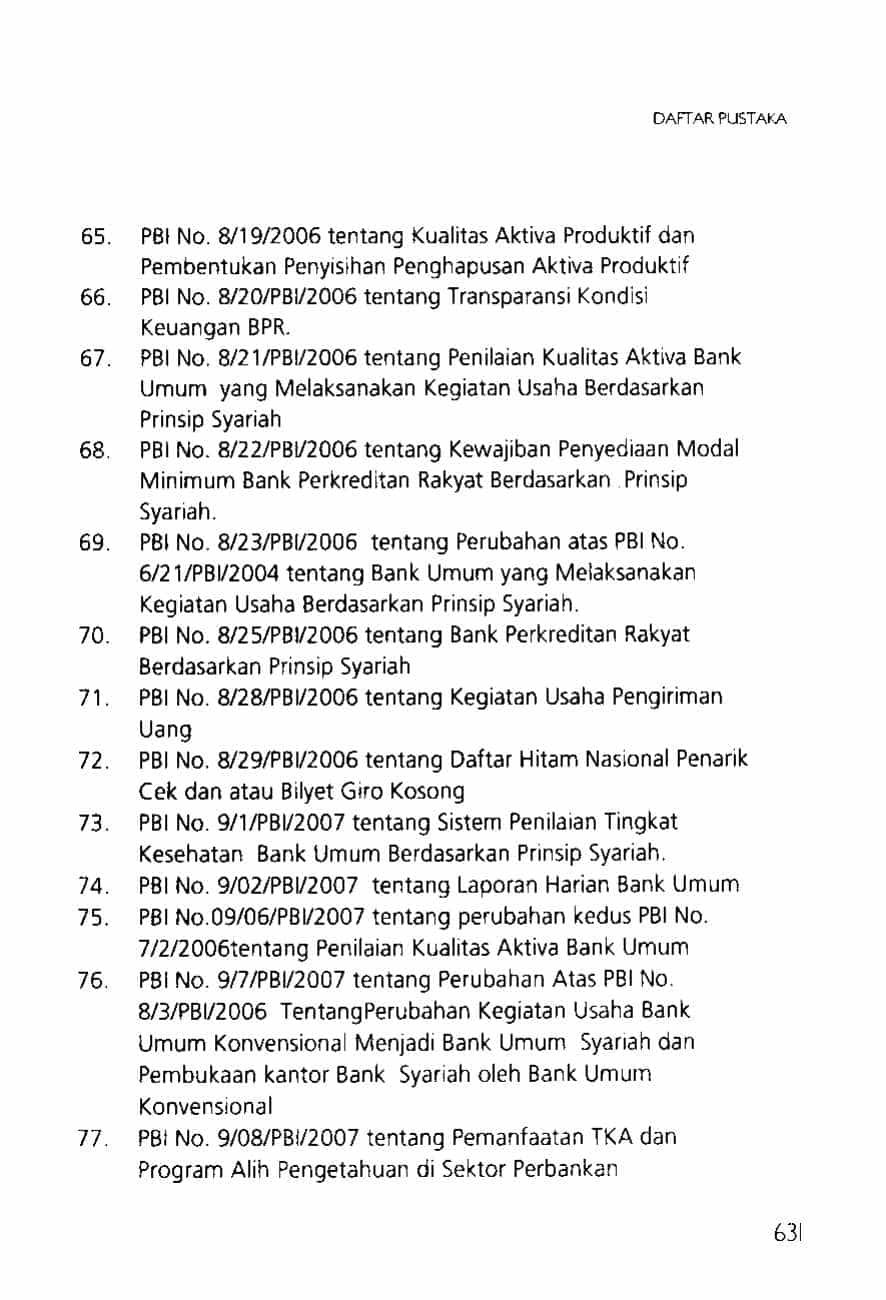 DAFTAR PUSTAKA
65. PBI No. 8/19/2006 tentang Kualitas Aktiva Produktif dan
Pembentukan Penyisihan Penghapusan Aktiva Produktif
66. PBI No. 8/20/PBI/2006 tentang Transparansi Kondisi
Keuangan BPR.
67. PBI No. 8/21/PBI/2006 tentang Penilaian Kualitas Aktiva Bank
Umum yang Melaksanakan Kegiatan Usaha Berdasarkan
Prinsip Syariah
68. PBI No. 8/22/PBI/2006 tentang Kewajiban Penyediaan Modal
Minimum Bank Perkreditan Rakyat Berdasarkan Prinsip
Syariah.
69. PBI No. 8/23/PBI/2006 tentang Perubahan atas PBI No.
6/21/PBI/2004 tentang Bank Umum yang Melaksanakan
Kegiatan Usaha Berdasarkan Prinsip Syariah.
70. PBI No. 8/25/PBI/2006 tentang Bank Perkreditan Rakyat
Berdasarkan Prinsip Syariah
71. PBI No. 8/28/PBI/2006 tentang Kegiatan Usaha Pengiriman
Uang
72. PBI No. 8/29/PBI/2006 tentang Daftar Hitam Nasional Penarik
Cek dan atau Bilyet Giro Kosong
73. PBI No. 9/1/PBI/2007 tentang Sistem Penilaian Tingkat
Kesehatan Bank Umum Berdasarkan Prinsip Syariah.
74. PBI No. 9/02/PBI/2007 tentang Laporan Harian Bank Umum
75. PBI No.09/06/PBI/2007 tentang perubahan kedus PBI No.
7/2/2006tentang Penilaian Kualitas Aktiva Bank Umum
76. PBI No. 9/7/PBI/2007 tentang Perubahan Atas PBI No.
8/3/PBI/2006 TentangPerubahan Kegiatan Usaha Bank
Umum Konvensional Menjadi Bank Umum Syariah dan
Pembukaan kantor Bank Syariah oleh Bank Umum
Konvensional
77. PBI No. 9/08/PBI/2007 tentang Pemanfaatan TKA dan
Program Alih Pengetahuan di Sektor Perbankan
631